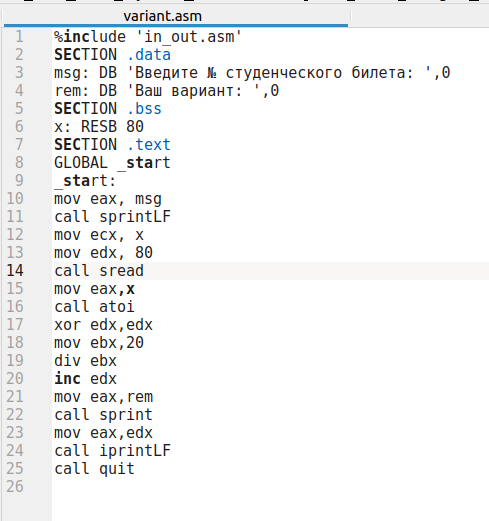 variant.asm
1 %include 'in_out.asm'
2 SECTION .data
3 msg: DB 'Введите № студенческого билета: ',0
4 rem: DB 'Ваш вариант: ',0
5 SECTION .bss
6 x: RESB 80
7 SECTION .text
8 GLOBAL _start
9 _start:
10 mov eax, msg
11 call sprintLF
12 mov ecx, x
13 mov edx, 80
14 call sread
15 mov eax,x
16 call atoi
17 xor edx,edx
18 mov ebx,20
19 div ebx
20 inc edx
21 mov eax,rem
22 call sprint
23 mov eax,edx
24 call iprintLF
25 call quit
26